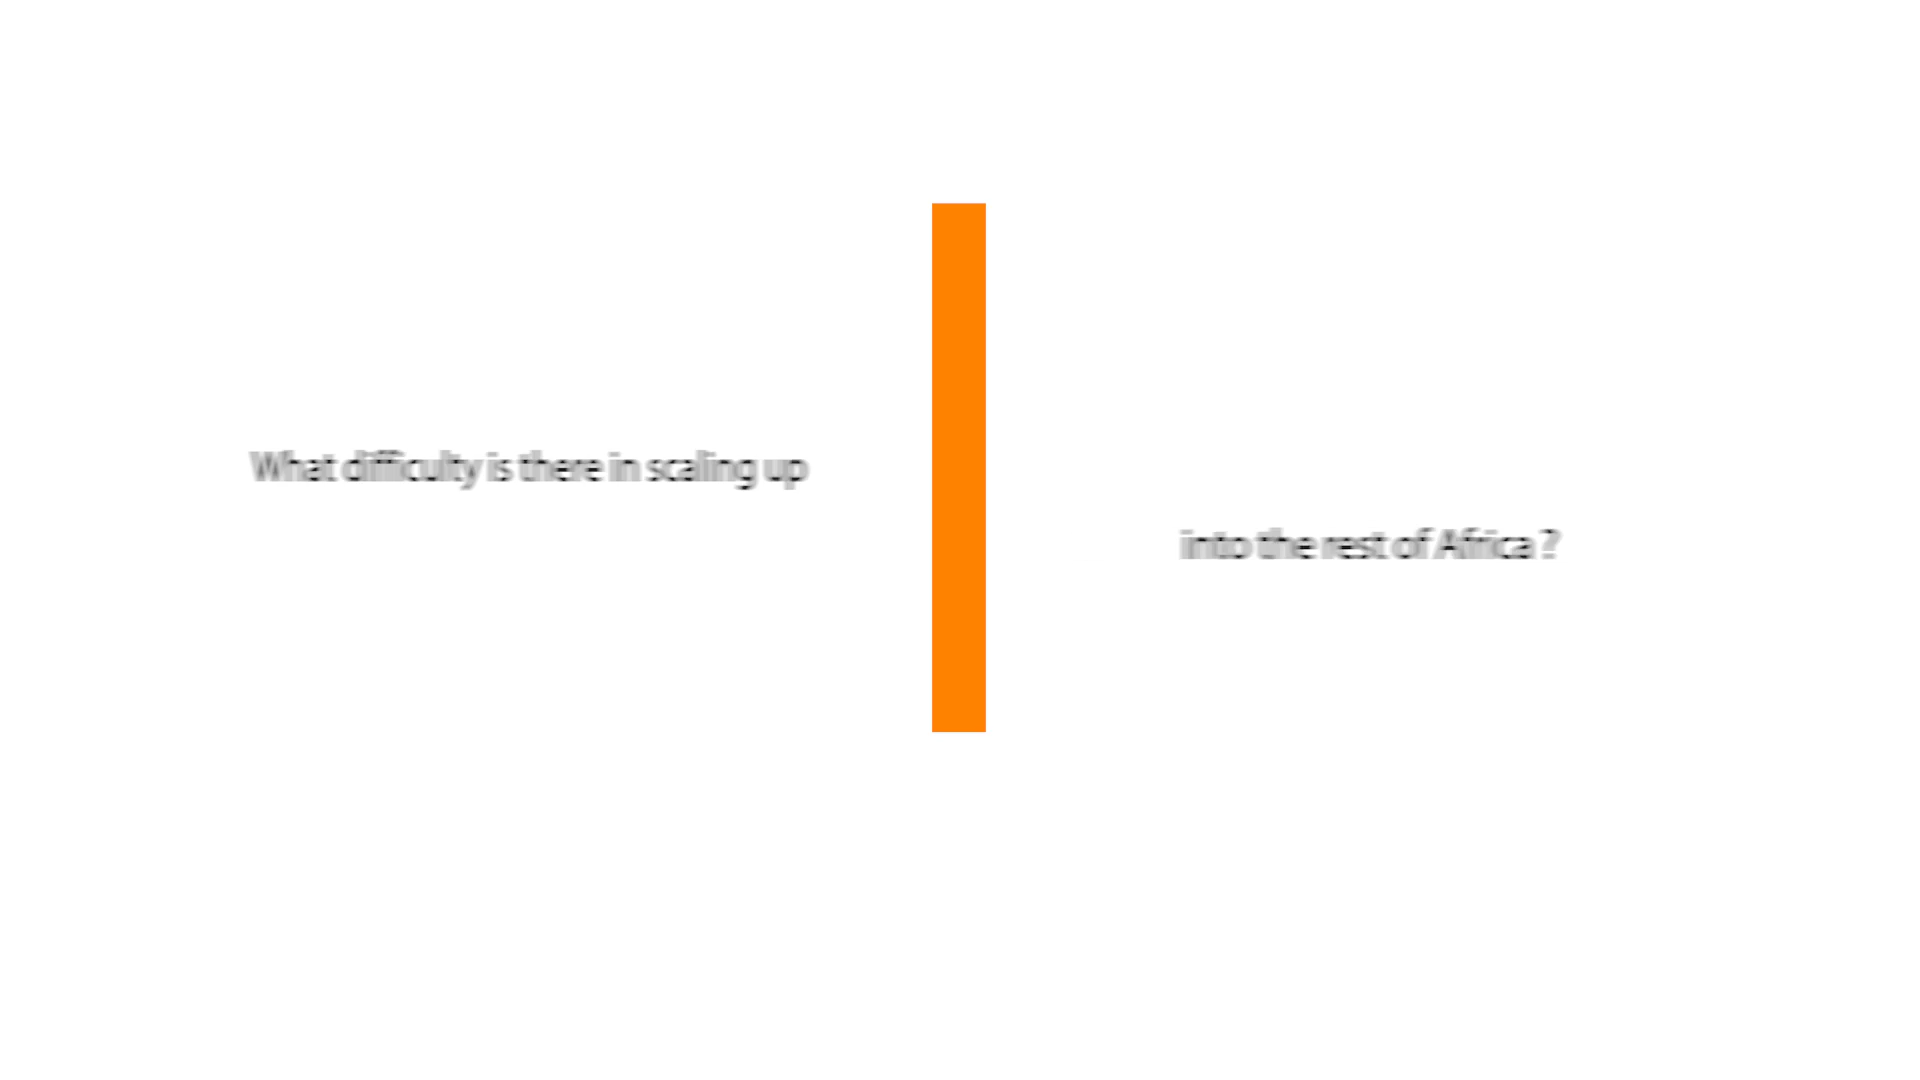 What difficulty is there in scaling up
into the rest of Africa ?